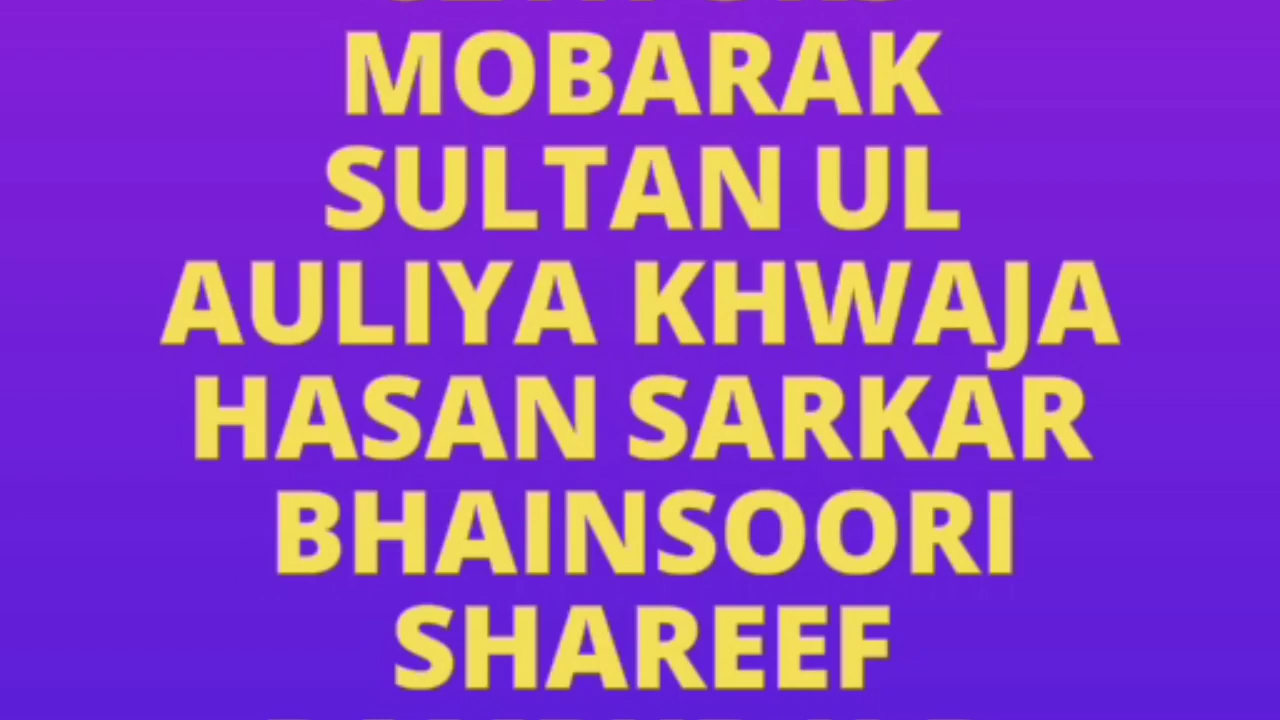 MOBARAK
SULTAN UL
AULIYA KHWAJA
HASAN SARKAR
BHAINSOORI
SHAREEF